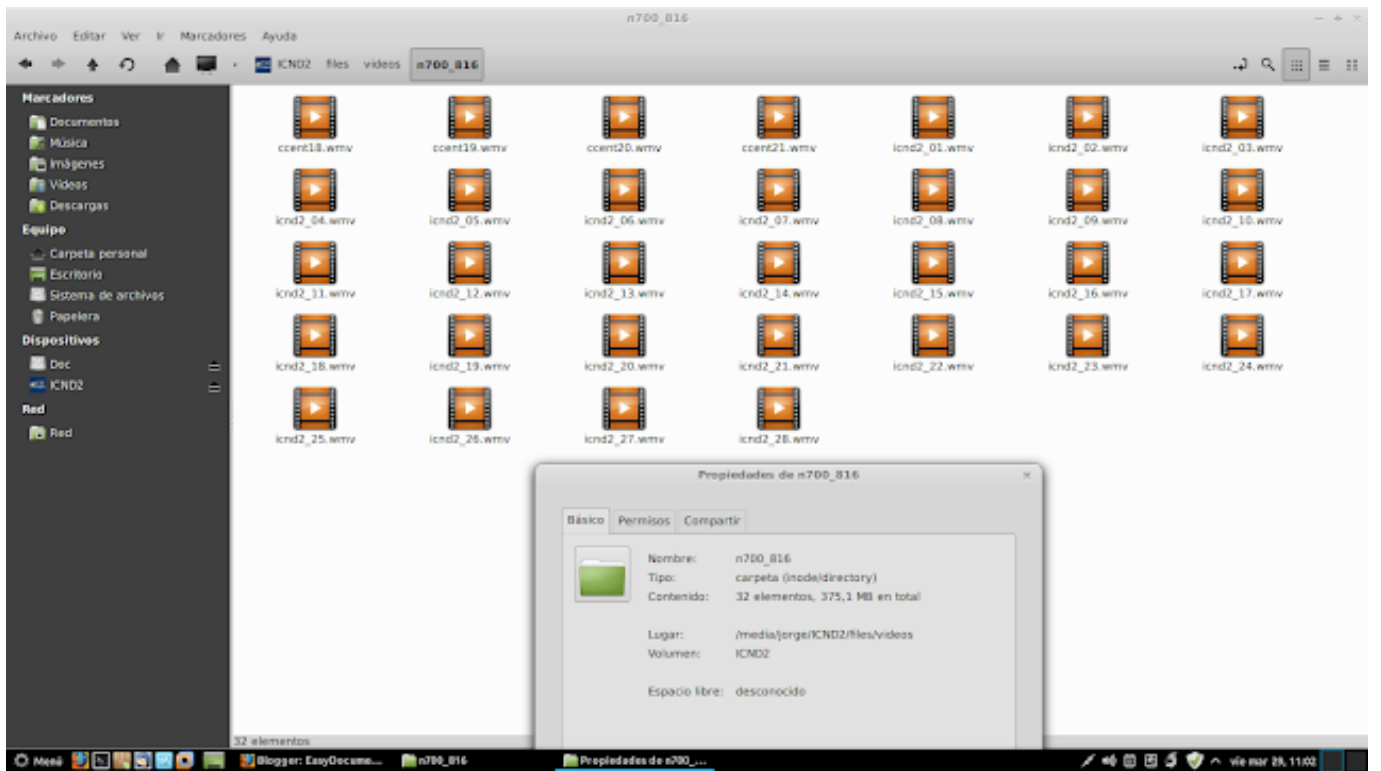 n700_816
Archivo Editar Ver Ir Marcadores Ayuda
ICND2 files videos n700_816
Marcadores
Documentos
Música
Imágenes
Vídeos
Descargas
Equipo
Carpeta personal
Escritorio
Sistema de archivos
Papelera
Dispositivos
Doc
ICND2
Red
Red
ccent18.wmv ccent19.wmv ccent20.wmv ccent21.wmv icnd2_01.wmv icnd2_02.wmv icnd2_03.wmv
icnd2_04.wmv icnd2_05.wmv icnd2_06.wmv icnd2_07.wmv icnd2_08.wmv icnd2_09.wmv icnd2_10.wmv
icnd2_11.wmv icnd2_12.wmv icnd2_13.wmv icnd2_14.wmv icnd2_15.wmv icnd2_16.wmv icnd2_17.wmv
icnd2_18.wmv icnd2_19.wmv icnd2_20.wmv icnd2_21.wmv icnd2_22.wmv icnd2_23.wmv icnd2_24.wmv
icnd2_25.wmv icnd2_26.wmv icnd2_27.wmv icnd2_28.wmv
Propiedades de n700_816
Básico Permisos Compartir
Nombre: n700_816
Tipo: carpeta (inode/directory)
Contenido: 32 elementos, 375,1 MB en total
Lugar: /media/jorge/ICND2/files/videos
Volumen: ICND2
Espacio libre: desconocido
32 elementos
Menú Blogger: EasyDocume... n700_816 Propiedades de n700_... vie mar 29, 11:02